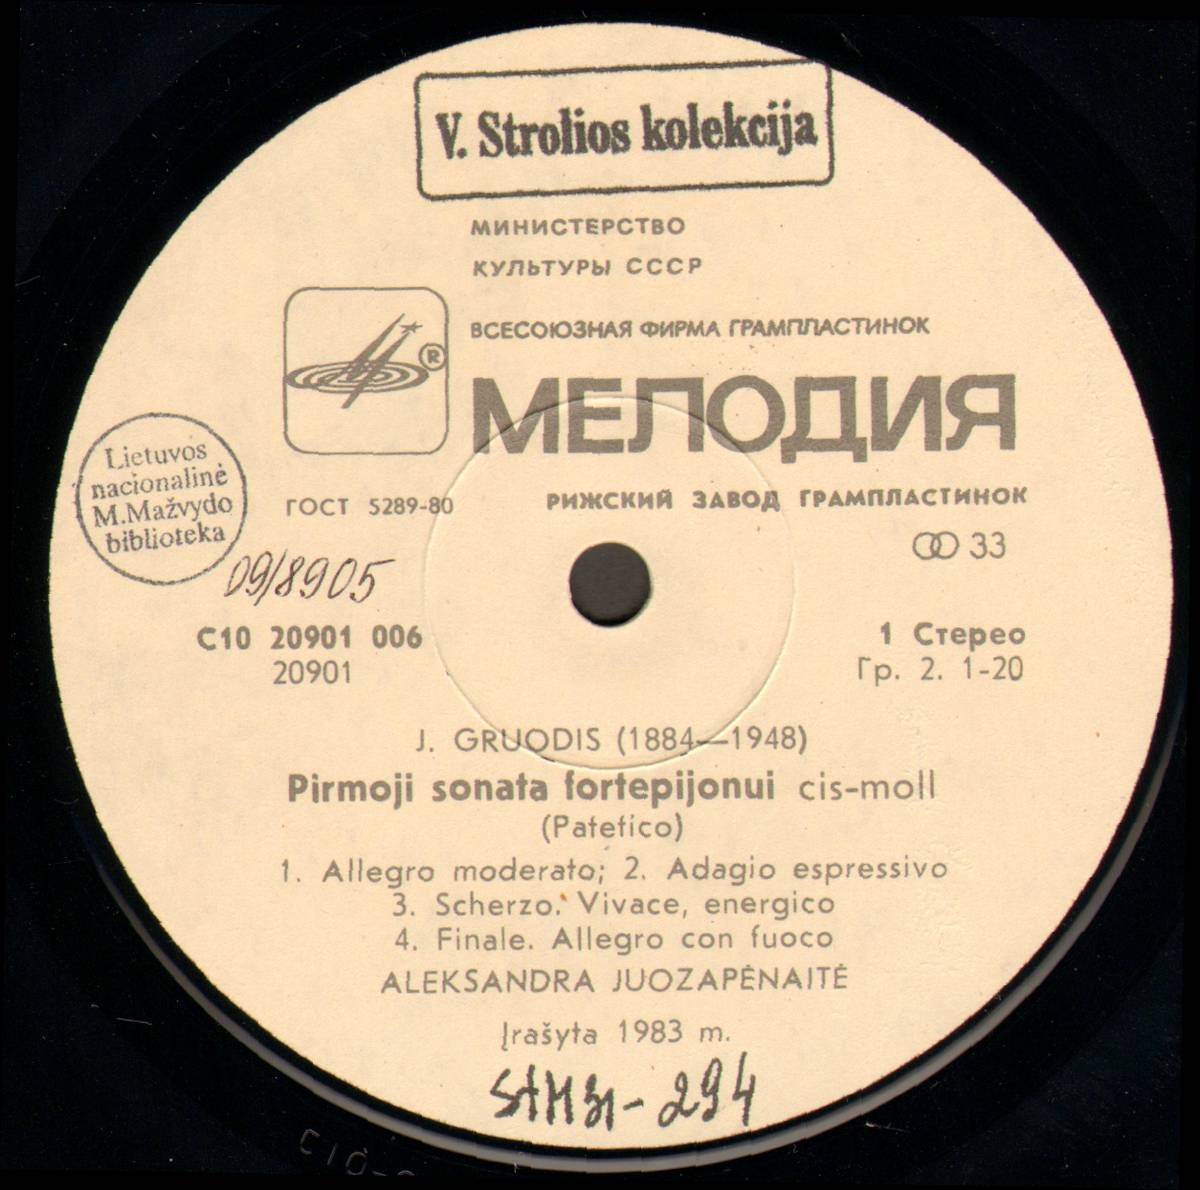 V. Strolios kolekcija
МИНИСТЕРСТВО
КУЛЬТУРЫ СССР
ВСЕСОЮЗНАЯ ФИРМА ГРАМПЛАСТИНОК
®
МЕЛОДИЯ
Lietuvos
nacionalinė
M.Mažvydo
biblioteka
ГОСТ 5289-80
РИЖСКИЙ ЗАВОД ГРАМПЛАСТИНОК
33
09/8905
С10 20901 006
20901
1 Стерео
Гр. 2. 1-20
J. GRUODIS (1884—1948)
Pirmoji sonata fortepijonui cis-moll
(Patetico)
1. Allegro moderato; 2. Adagio espressivo
3. Scherzo. Vivace, energico
4. Finale. Allegro con fuoco
ALEKSANDRA JUOZAPĖNAITĖ
Įrašyta 1983 m.
294
С10-